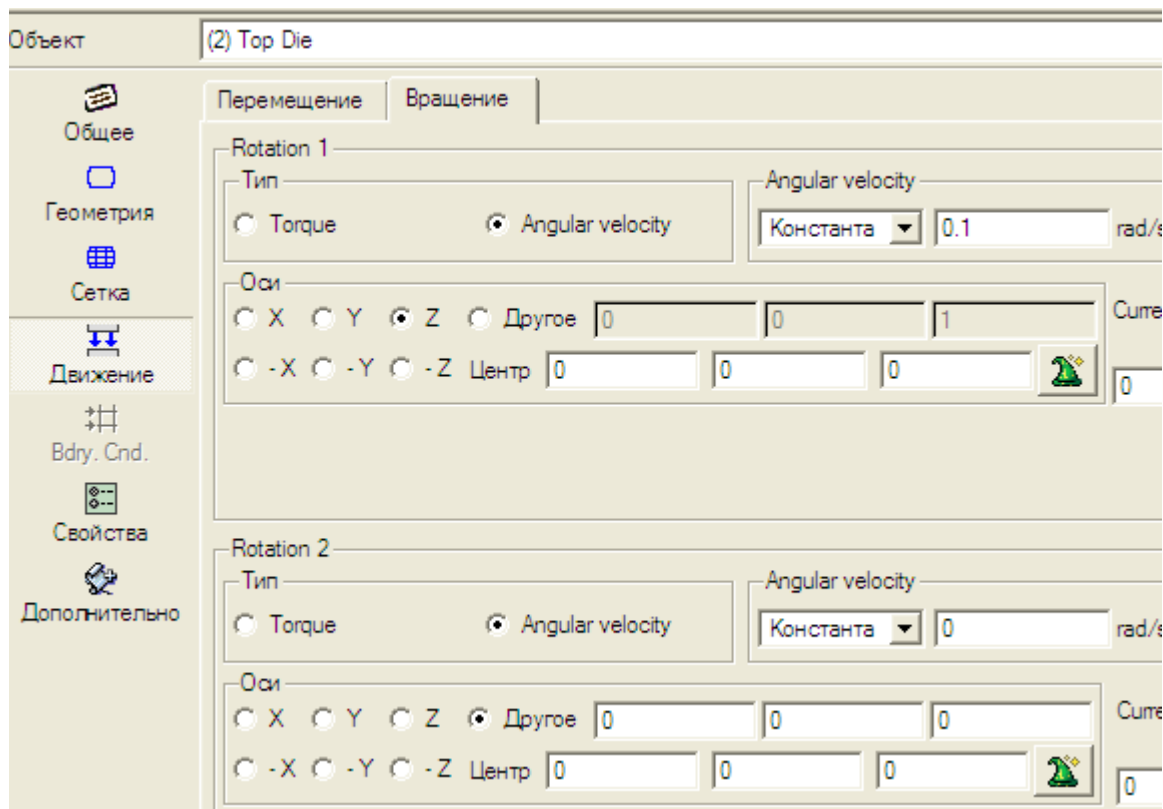 Объект (2) Top Die
Общее
Геометрия
Сетка
Движение
Bdry. Cnd.
Свойства
Дополнительно
Перемещение Вращение
Rotation 1
Тип Angular velocity
Torque Angular velocity Константа 0.1 rad/s
Оси
X Y Z Другое 0 0 1 Curre
-X -Y -Z Центр 0 0 0 0
Rotation 2
Тип Angular velocity
Torque Angular velocity Константа 0 rad/s
Оси
X Y Z Другое 0 0 0 Curre
-X -Y -Z Центр 0 0 0 0